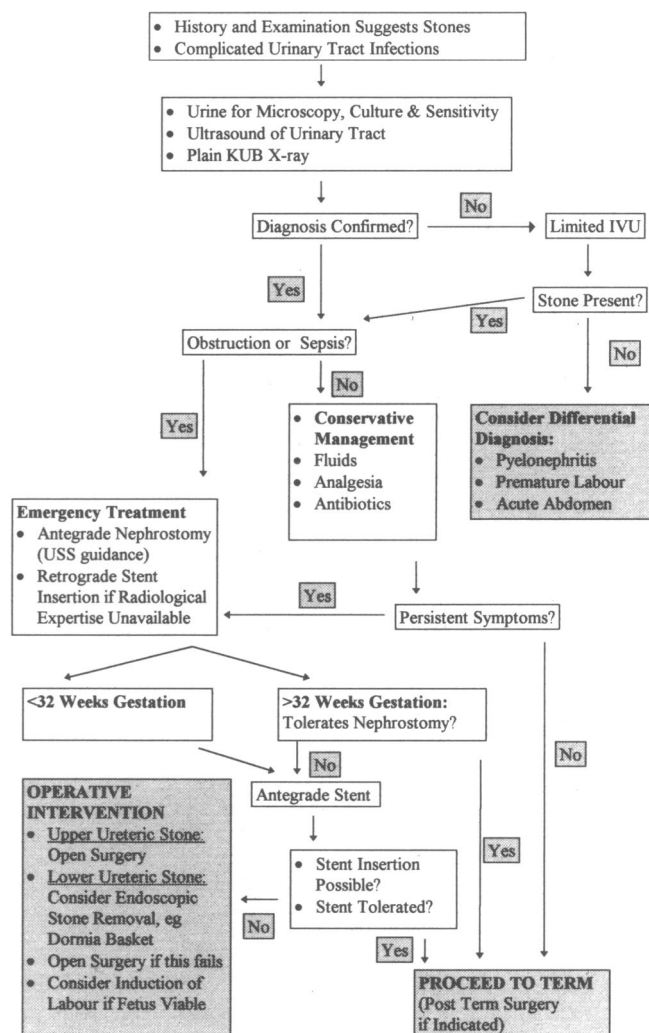 • History and Examination Suggests Stones
• Complicated Urinary Tract Infections
• Urine for Microscopy, Culture & Sensitivity
• Ultrasound of Urinary Tract
• Plain KUB X-ray
No
Diagnosis Confirmed?
Limited IVU
Yes
Stone Present?
Yes
Obstruction or Sepsis?
No
No
Yes
• Conservative
Management
• Fluids
• Analgesia
• Antibiotics
Consider Differential
Diagnosis:
• Pyelonephritis
• Premature Labour
• Acute Abdomen
Emergency Treatment
• Antegrade Nephrostomy
(USS guidance)
• Retrograde Stent
Insertion if Radiological
Expertise Unavailable
Yes
Persistent Symptoms?
<32 Weeks Gestation
>32 Weeks Gestation:
Tolerates Nephrostomy?
No
No
Antegrade Stent
OPERATIVE
INTERVENTION
• Upper Ureteric Stone:
Open Surgery
• Lower Ureteric Stone:
Consider Endoscopic
Stone Removal, eg
Dormia Basket
• Open Surgery if this fails
• Consider Induction of
Labour if Fetus Viable
Yes
• Stent Insertion
Possible?
• Stent Tolerated?
No
Yes
PROCEED TO TERM
(Post Term Surgery
if Indicated)